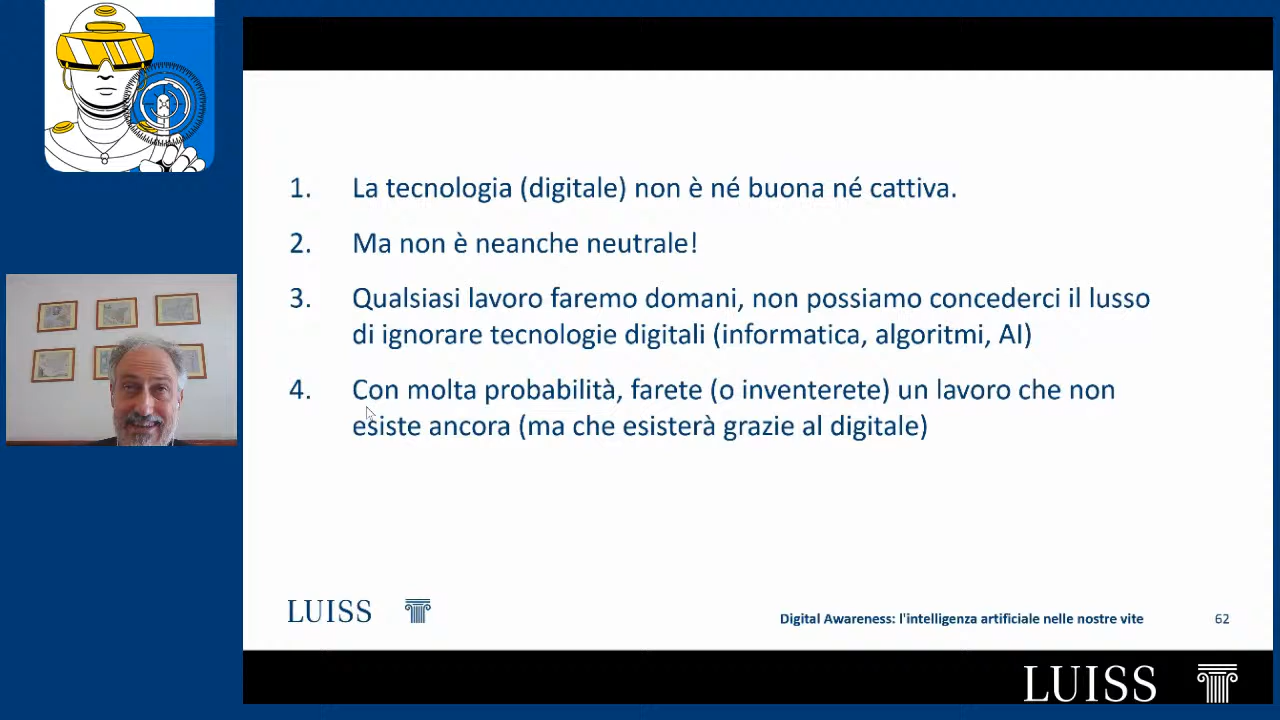 1. La tecnologia (digitale) non è né buona né cattiva.
2. Ma non è neanche neutrale!
3. Qualsiasi lavoro faremo domani, non possiamo concederci il lusso
di ignorare tecnologie digitali (informatica, algoritmi, AI)
4. Con molta probabilità, farete (o inventerete) un lavoro che non
esiste ancora (ma che esisterà grazie al digitale)
LUISS
Digital Awareness: l'intelligenza artificiale nelle nostre vite 62
LUISS